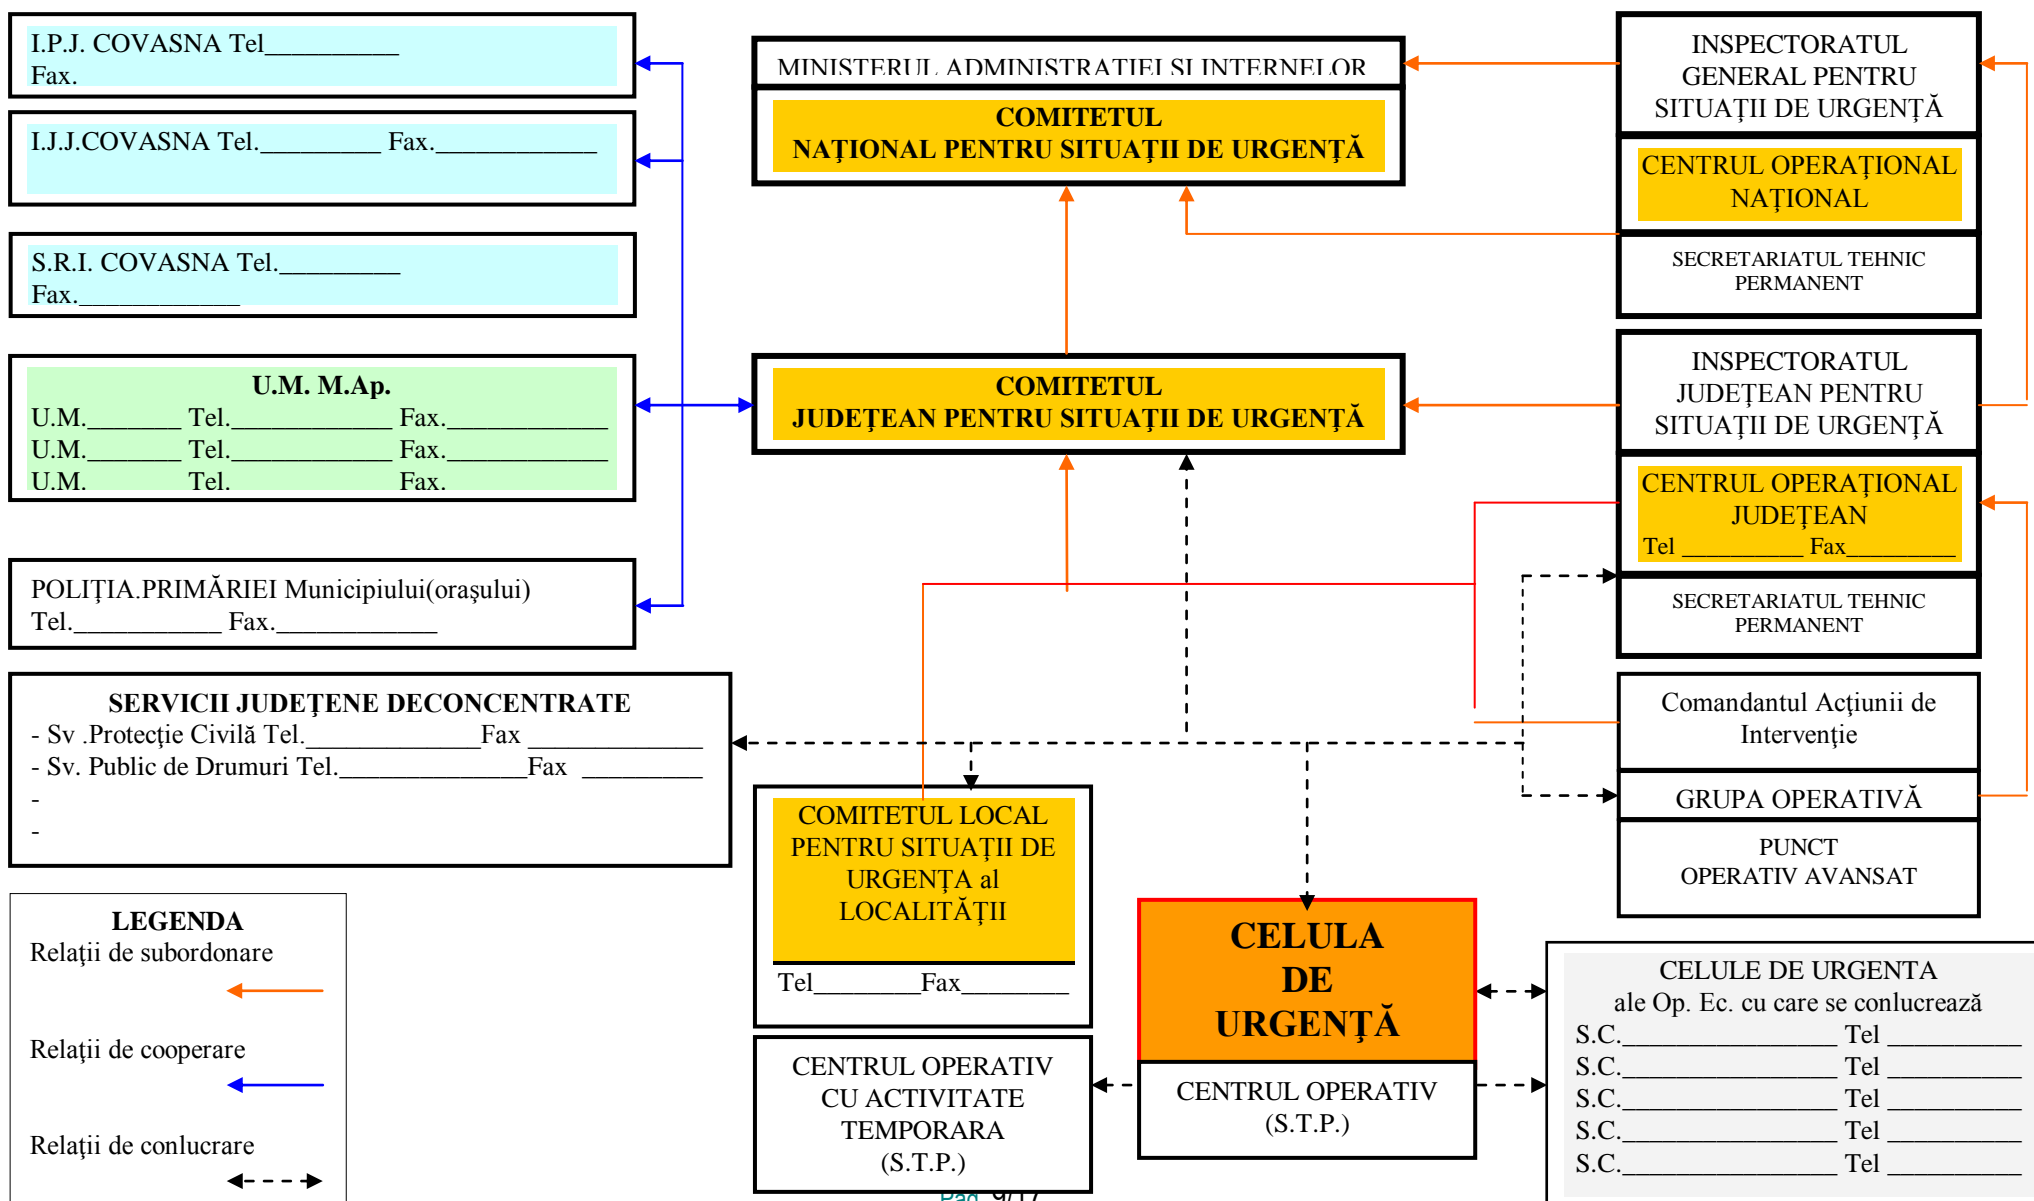 I.P.J. COVASNA Tel__________
Fax.
I.J.J.COVASNA Tel._________ Fax.____________
S.R.I. COVASNA Tel._________
Fax.____________
U.M. M.Ap.
U.M._______ Tel.____________ Fax.____________
U.M._______ Tel.____________ Fax.____________
U.M. Tel. Fax.
POLIŢIA.PRIMĂRIEI Municipiului(oraşului)
Tel.___________ Fax.____________
SERVICII JUDEŢENE DECONCENTRATE
- Sv .Protecţie Civilă Tel._____________Fax _____________
- Sv. Public de Drumuri Tel.______________Fax _________
-
-
LEGENDA
Relaţii de subordonare
Relaţii de cooperare
Relaţii de conlucrare
MINISTERUL ADMINISTRAŢIEI ŞI INTERNELOR
COMITETUL
NAŢIONAL PENTRU SITUAŢII DE URGENŢĂ
COMITETUL
JUDEŢEAN PENTRU SITUAŢII DE URGENŢĂ
COMITETUL LOCAL
PENTRU SITUAŢII DE
URGENŢA al
LOCALITĂŢII
Tel________Fax________
CENTRUL OPERATIV
CU ACTIVITATE
TEMPORARA
(S.T.P.)
CELULA
DE
URGENŢĂ
CENTRUL OPERATIV
(S.T.P.)
INSPECTORATUL
GENERAL PENTRU
SITUAŢII DE URGENŢĂ
CENTRUL OPERAŢIONAL
NAŢIONAL
SECRETARIATUL TEHNIC
PERMANENT
INSPECTORATUL
JUDEŢEAN PENTRU
SITUAŢII DE URGENŢĂ
CENTRUL OPERAŢIONAL
JUDEŢEAN
Tel __________ Fax_________
SECRETARIATUL TEHNIC
PERMANENT
Comandantul Acţiunii de
Intervenţie
GRUPA OPERATIVĂ
PUNCT
OPERATIV AVANSAT
CELULE DE URGENTA
ale Op. Ec. cu care se conlucrează
S.C.________________ Tel __________
S.C.________________ Tel __________
S.C.________________ Tel __________
S.C.________________ Tel __________
S.C.________________ Tel __________
Pag. 9/17